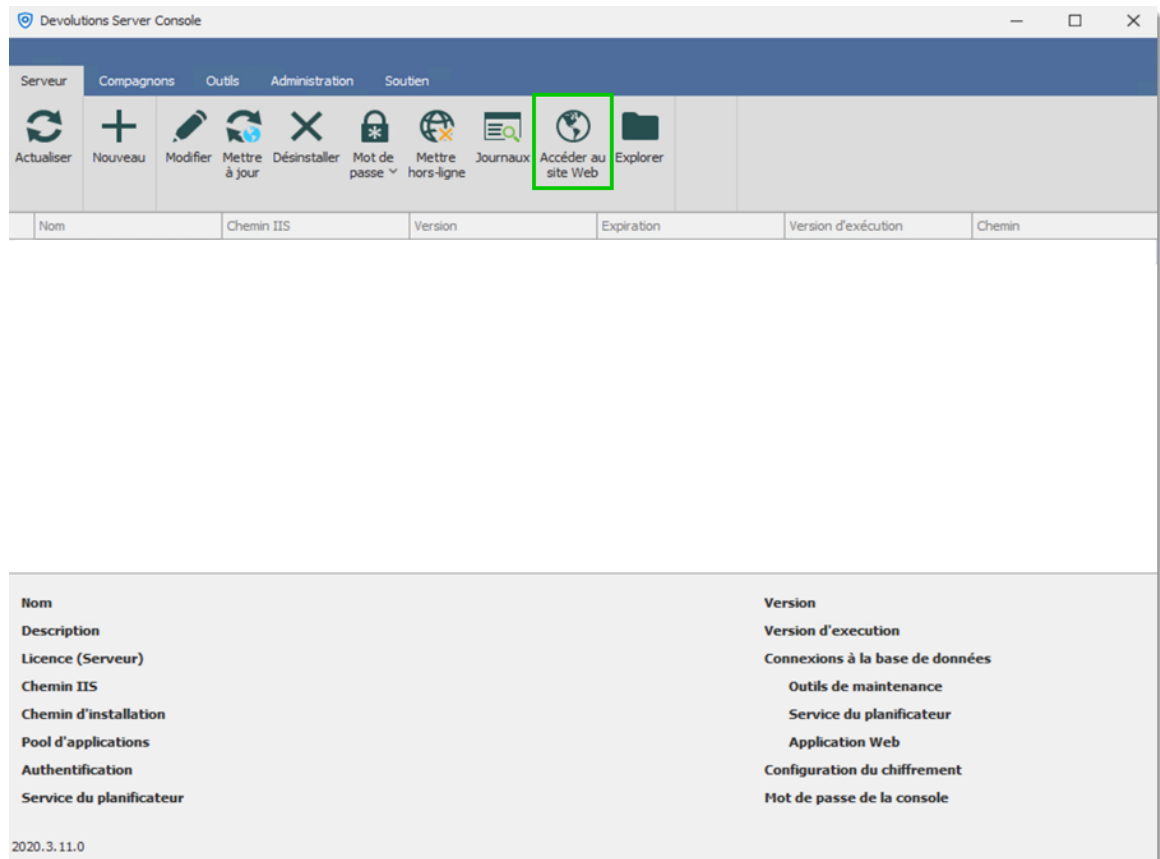 Devolutions Server Console
Serveur Compagnons Outils Administration Soutien
Actualiser Nouveau Modifier Mettre à jour Désinstaller Mot de passe Mettre hors-ligne Journaux Accéder au site Web Explorer
Nom Chemin IIS Version Expiration Version d'exécution Chemin
Nom Version
Description Version d'execution
Licence (Serveur) Connexions à la base de données
Chemin IIS Outils de maintenance
Chemin d'installation Service du planificateur
Pool d'applications Application Web
Authentification Configuration du chiffrement
Service du planificateur Mot de passe de la console
2020.3.11.0